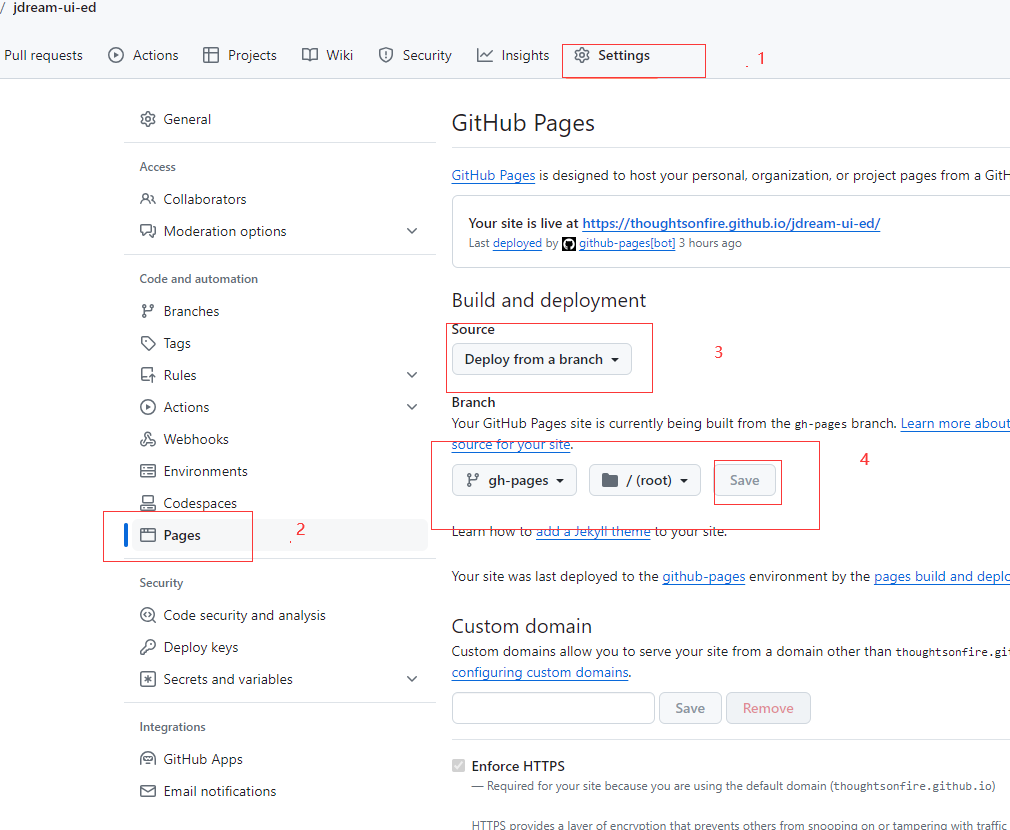 / jdream-ui-ed
Pull requests Actions Projects Wiki Security Insights Settings . 1
General
Access
Collaborators
Moderation options
Code and automation
Branches
Tags
Rules
Actions
Webhooks
Environments
Codespaces
Pages . 2
Security
Code security and analysis
Deploy keys
Secrets and variables
Integrations
GitHub Apps
Email notifications
GitHub Pages
GitHub Pages is designed to host your personal, organization, or project pages from a GitH
Your site is live at https://thoughtsonfire.github.io/jdream-ui-ed/
Last deployed by github-pages[bot] 3 hours ago
Build and deployment
Source
Deploy from a branch 3
Branch
Your GitHub Pages site is currently being built from the gh-pages branch. Learn more about
source for your site.
gh-pages / (root) Save 4
Learn how to add a Jekyll theme to your site.
Your site was last deployed to the github-pages environment by the pages build and deplo
Custom domain
Custom domains allow you to serve your site from a domain other than thoughtsonfire.git
configuring custom domains.
Save Remove
Enforce HTTPS
— Required for your site because you are using the default domain (thoughtsonfire.github.io)
HTTPS provides a layer of encryption that prevents others from snooping on or tampering with traffic